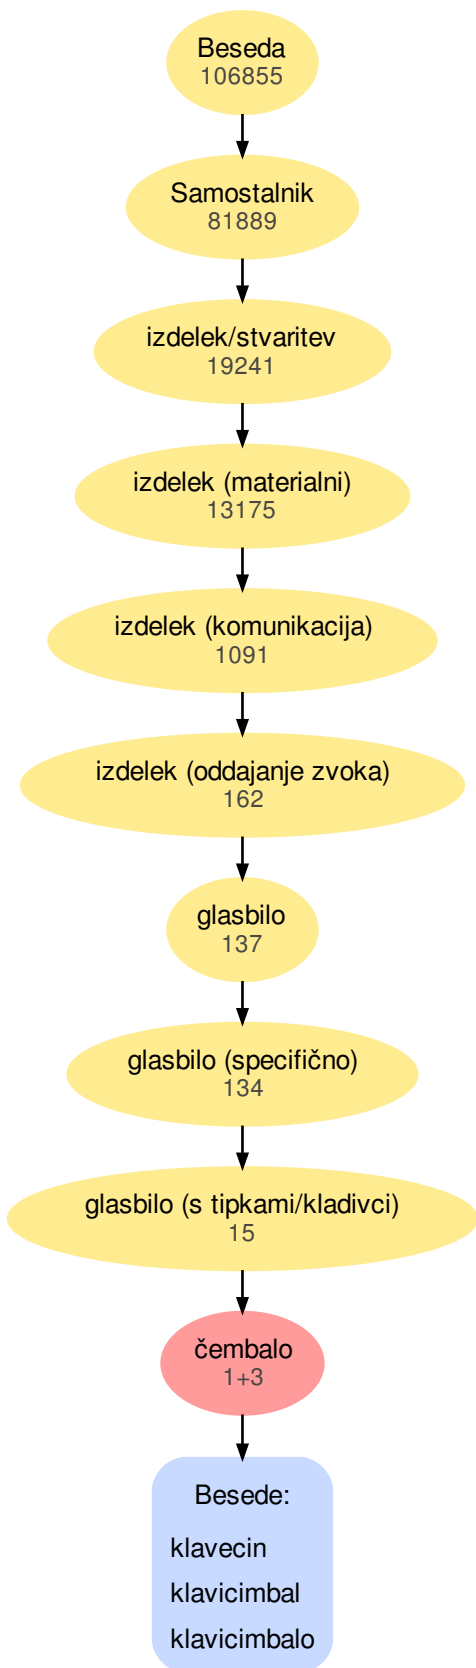 Beseda
106855
Samostalnik
81889
izdelek/stvaritev
19241
izdelek (materialni)
13175
izdelek (komunikacija)
1091
izdelek (oddajanje zvoka)
162
glasbilo
137
glasbilo (specifično)
134
glasbilo (s tipkami/kladivci)
15
čembalo
1+3
Besede:
klavecin
klavicimbal
klavicimbalo